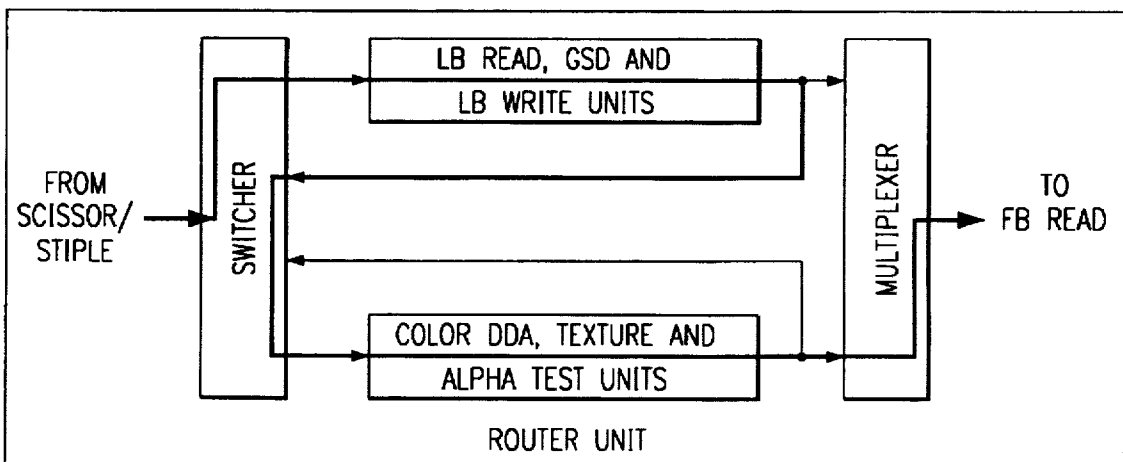 LB READ, GSD AND
LB WRITE UNITS
FROM
SCISSOR/
STIPLE
SWITCHER
MULTIPLEXER
TO
FB READ
COLOR DDA, TEXTURE AND
ALPHA TEST UNITS
ROUTER UNIT